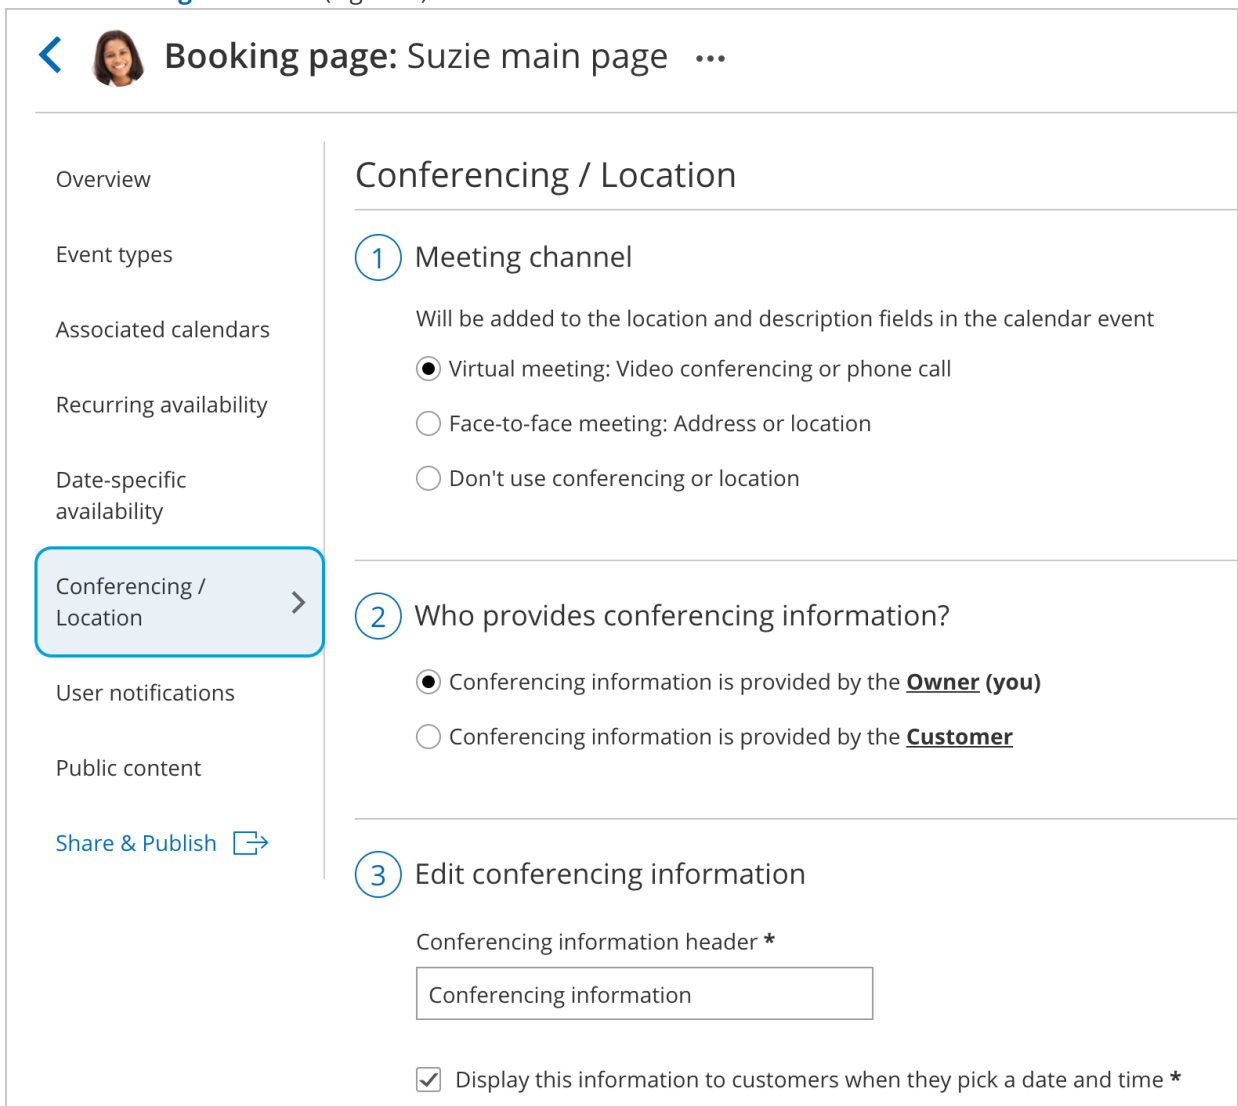 Booking page: Suzie main page ...
Overview
Event types
Associated calendars
Recurring availability
Date-specific
availability
Conferencing /
Location
User notifications
Public content
Share & Publish
Conferencing / Location
1 Meeting channel
Will be added to the location and description fields in the calendar event
Virtual meeting: Video conferencing or phone call
Face-to-face meeting: Address or location
Don't use conferencing or location
2 Who provides conferencing information?
Conferencing information is provided by the Owner (you)
Conferencing information is provided by the Customer
3 Edit conferencing information
Conferencing information header *
Conferencing information
Display this information to customers when they pick a date and time *